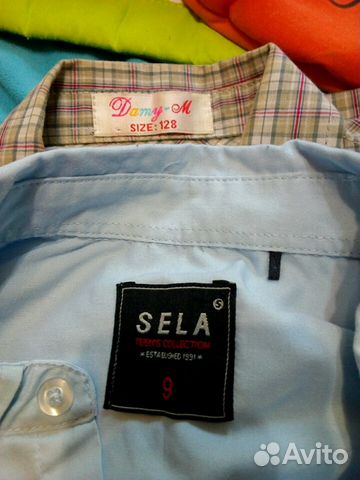 Damy-M
SIZE: 128
SELA
S
TEENS COLLECTION
* ESTABLISHED 1991 *
9
Avito